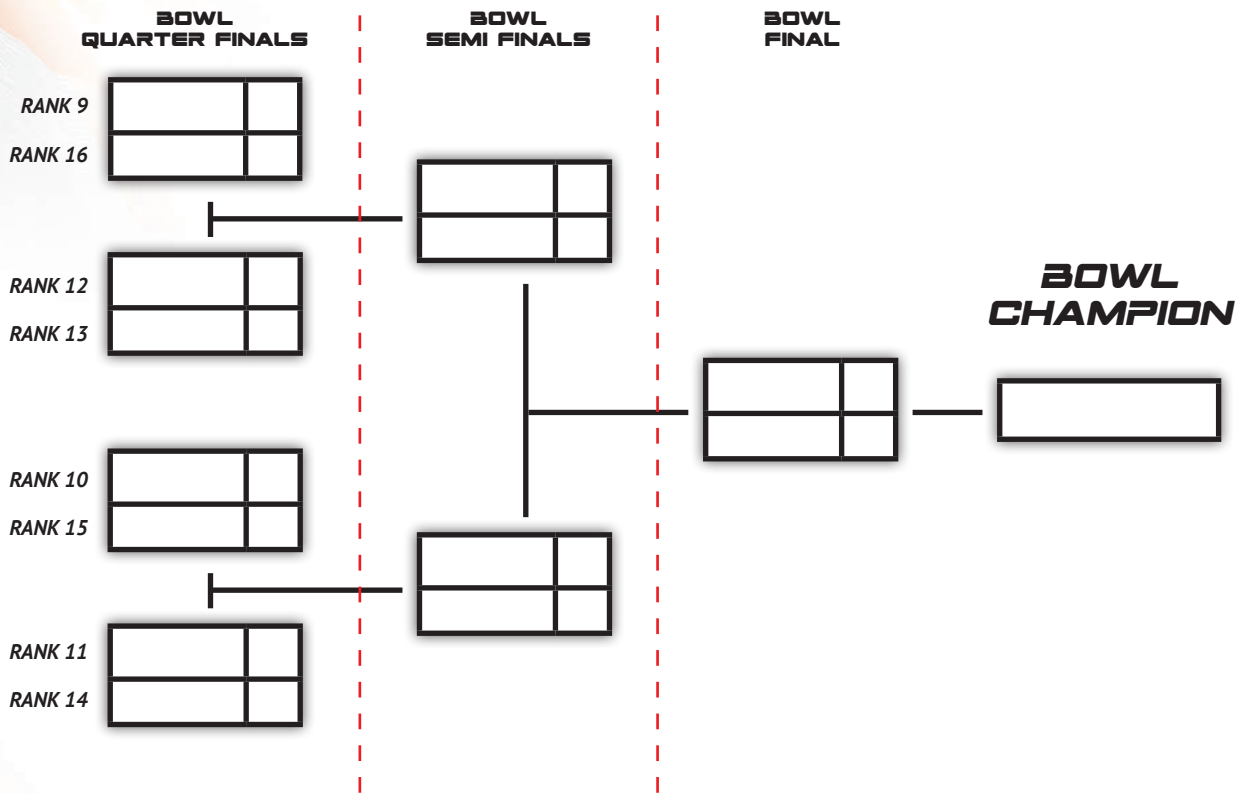 BOWL
QUARTER FINALS
BOWL
SEMI FINALS
BOWL
FINAL
RANK 9
RANK 16
RANK 12
RANK 13
BOWL
CHAMPION
RANK 10
RANK 15
RANK 11
RANK 14